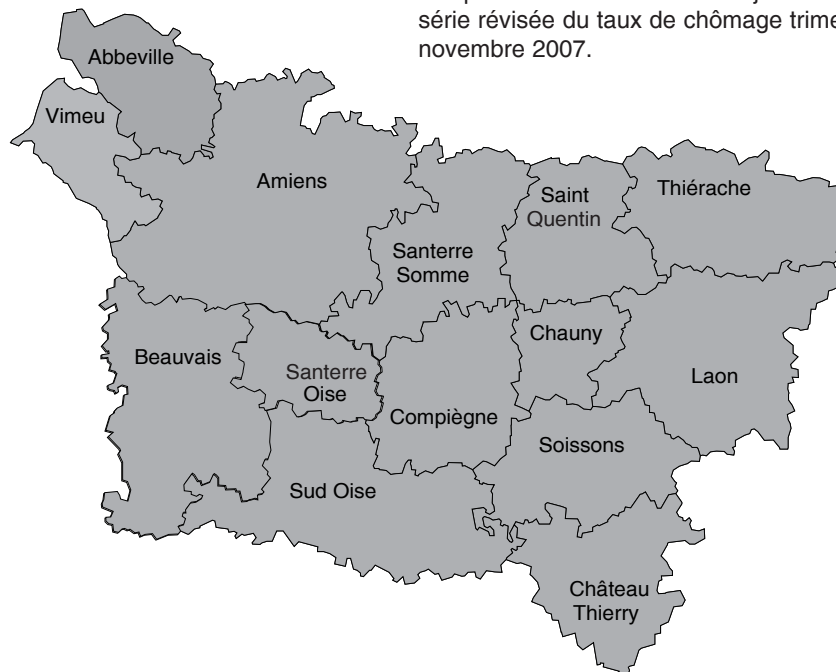 série révisée du taux de chômage
novembre 2007.
Abbeville
Vimeu
Amiens
Saint
Quentin
Thiérache
Santerre
Somme
Chauny
Beauvais
Santerre
Oise
Laon
Compiègne
Soissons
Sud Oise
Château
Thierry